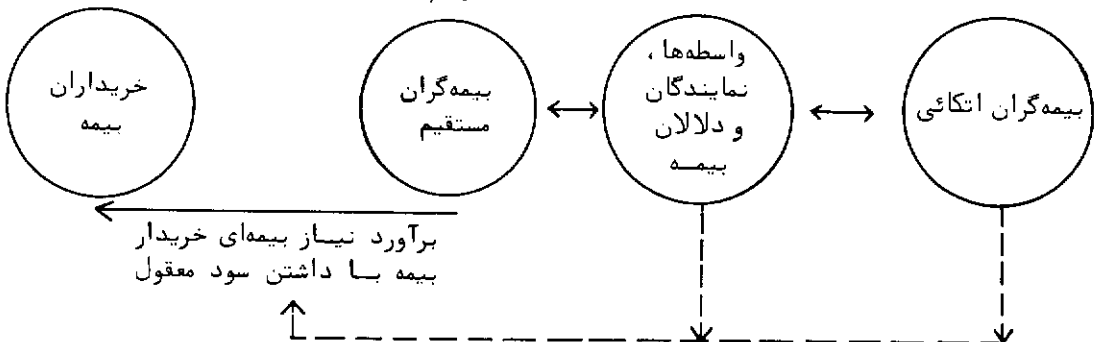 بیمه‌گران اتکائی
واسطه‌ها،
نمایندگان
و دلالان
بیمه
بیمه‌گران
مستقیم
خریداران
بیمه
برآورد نیاز بیمه‌ای خریدار
بیمه با داشتن سود معقول